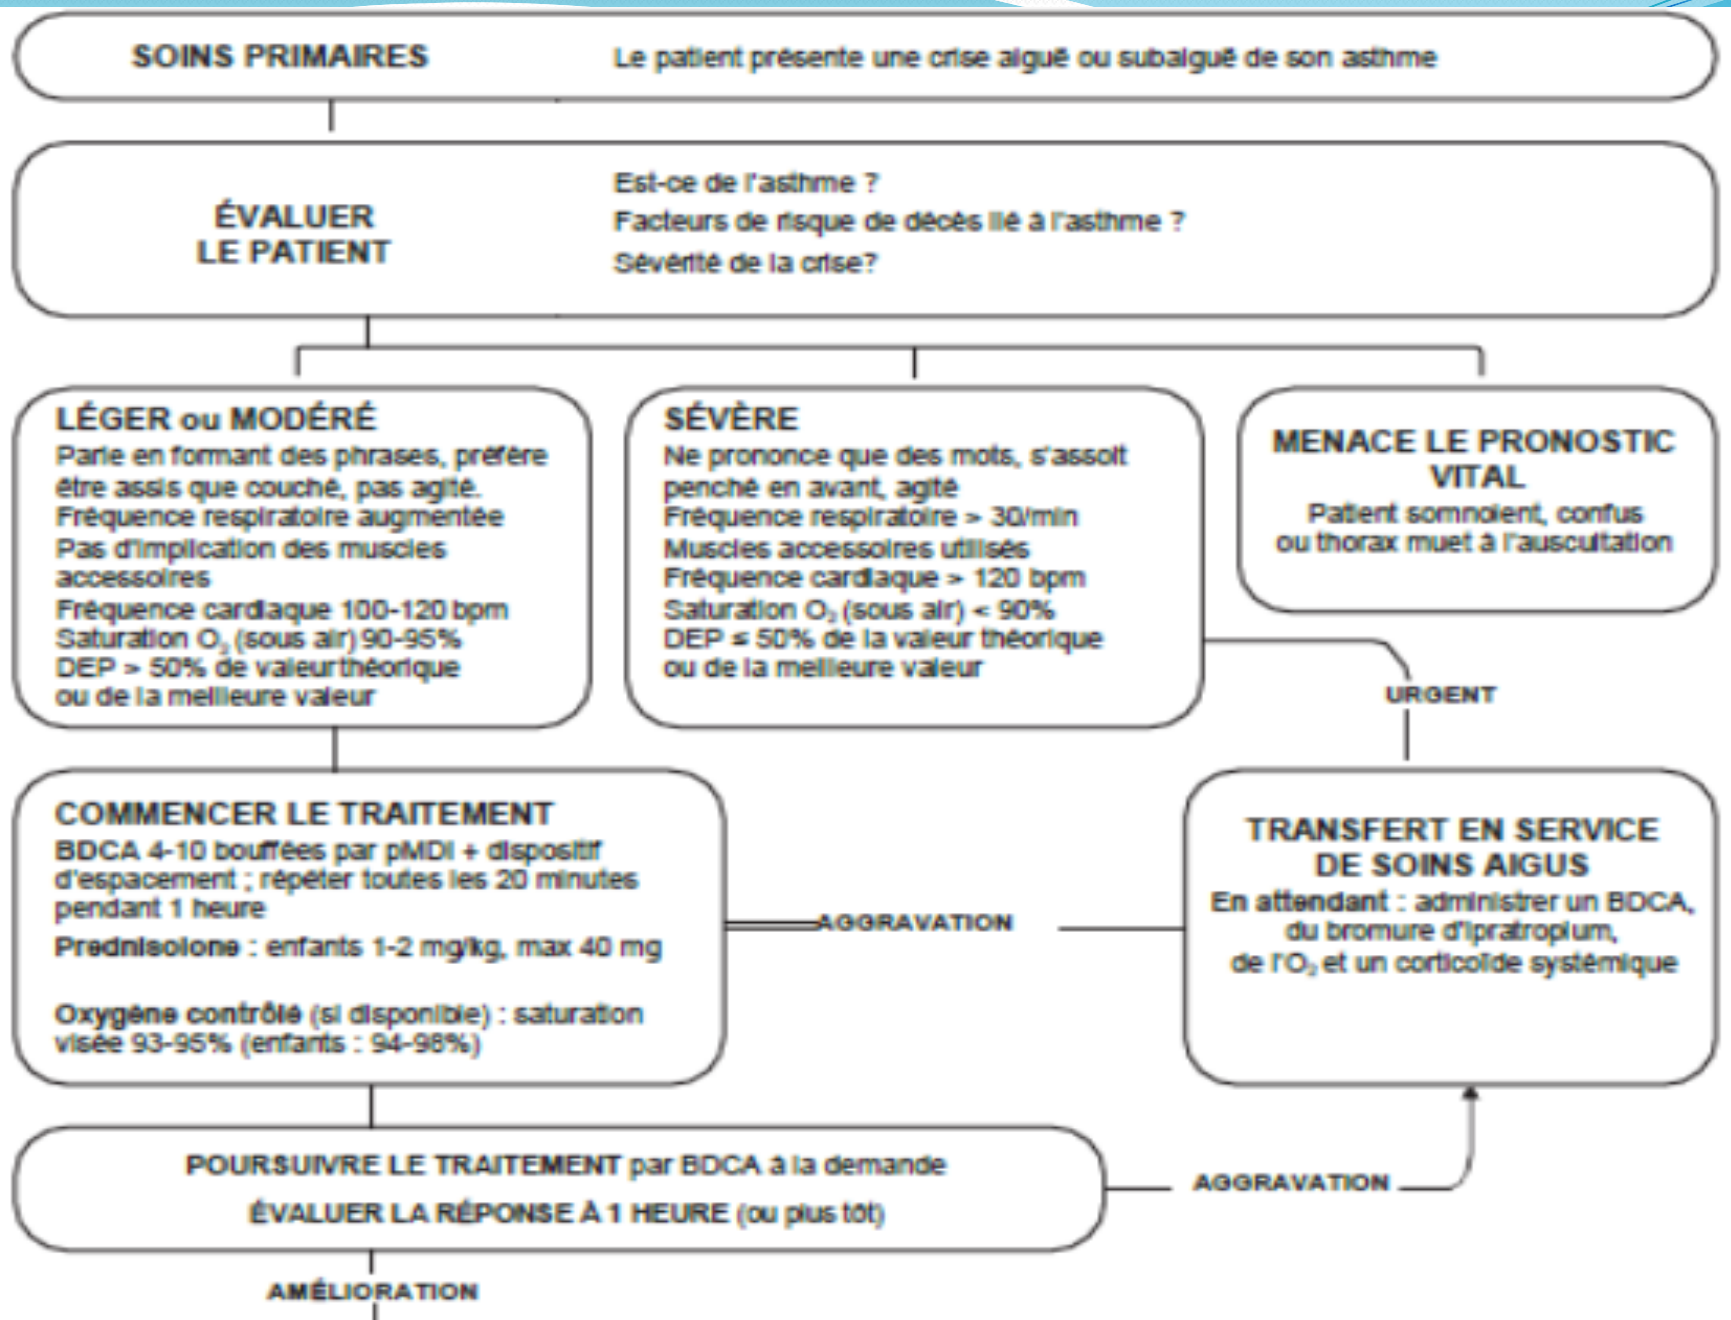 SOINS PRIMAIRES
Le patient présente une crise aiguë ou subaiguë de son asthme
ÉVALUER
LE PATIENT
Est-ce de l'asthme ?
Facteurs de risque de décès lié à l'asthme ?
Sévérité de la crise?
LÉGER ou MODÉRÉ
Parle en formant des phrases, préfère
être assis que couché, pas agité.
Fréquence respiratoire augmentée
Pas d'implication des muscles
accessoires
Fréquence cardiaque 100-120 bpm
Saturation O₂ (sous air) 90-95%
DEP > 50% de valeur théorique
ou de la meilleure valeur
SÉVÈRE
Ne prononce que des mots, s'assoit
penché en avant, agité
Fréquence respiratoire > 30/min
Muscles accessoires utilisés
Fréquence cardiaque > 120 bpm
Saturation O₂ (sous air) < 90%
DEP ≤ 50% de la valeur théorique
ou de la meilleure valeur
MENACE LE PRONOSTIC
VITAL
Patient somnolent, confus
ou thorax muet à l'auscultation
URGENT
COMMENCER LE TRAITEMENT
BDCA 4-10 bouffées par pMDI + dispositif
d'espacement ; répéter toutes les 20 minutes
pendant 1 heure
Prednisolone : enfants 1-2 mg/kg, max 40 mg
Oxygène contrôlé (si disponible) : saturation
visée 93-95% (enfants : 94-98%)
AGGRAVATION
TRANSFERT EN SERVICE
DE SOINS AIGUS
En attendant : administrer un BDCA,
du bromure d'ipratropium,
de l'O₂ et un corticoïde systémique
POURSUIVRE LE TRAITEMENT par BDCA à la demande
ÉVALUER LA RÉPONSE À 1 HEURE (ou plus tôt)
AGGRAVATION
AMÉLIORATION